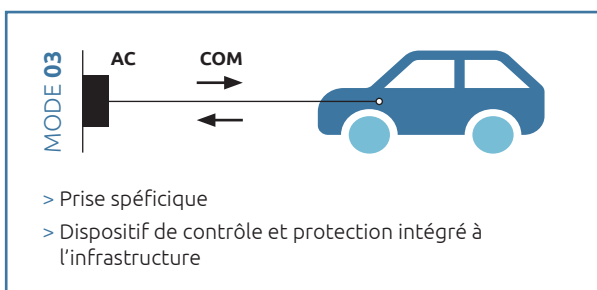 MODE 03
AC COM
> Prise spéficique
> Dispositif de contrôle et protection intégré à
l'infrastructure